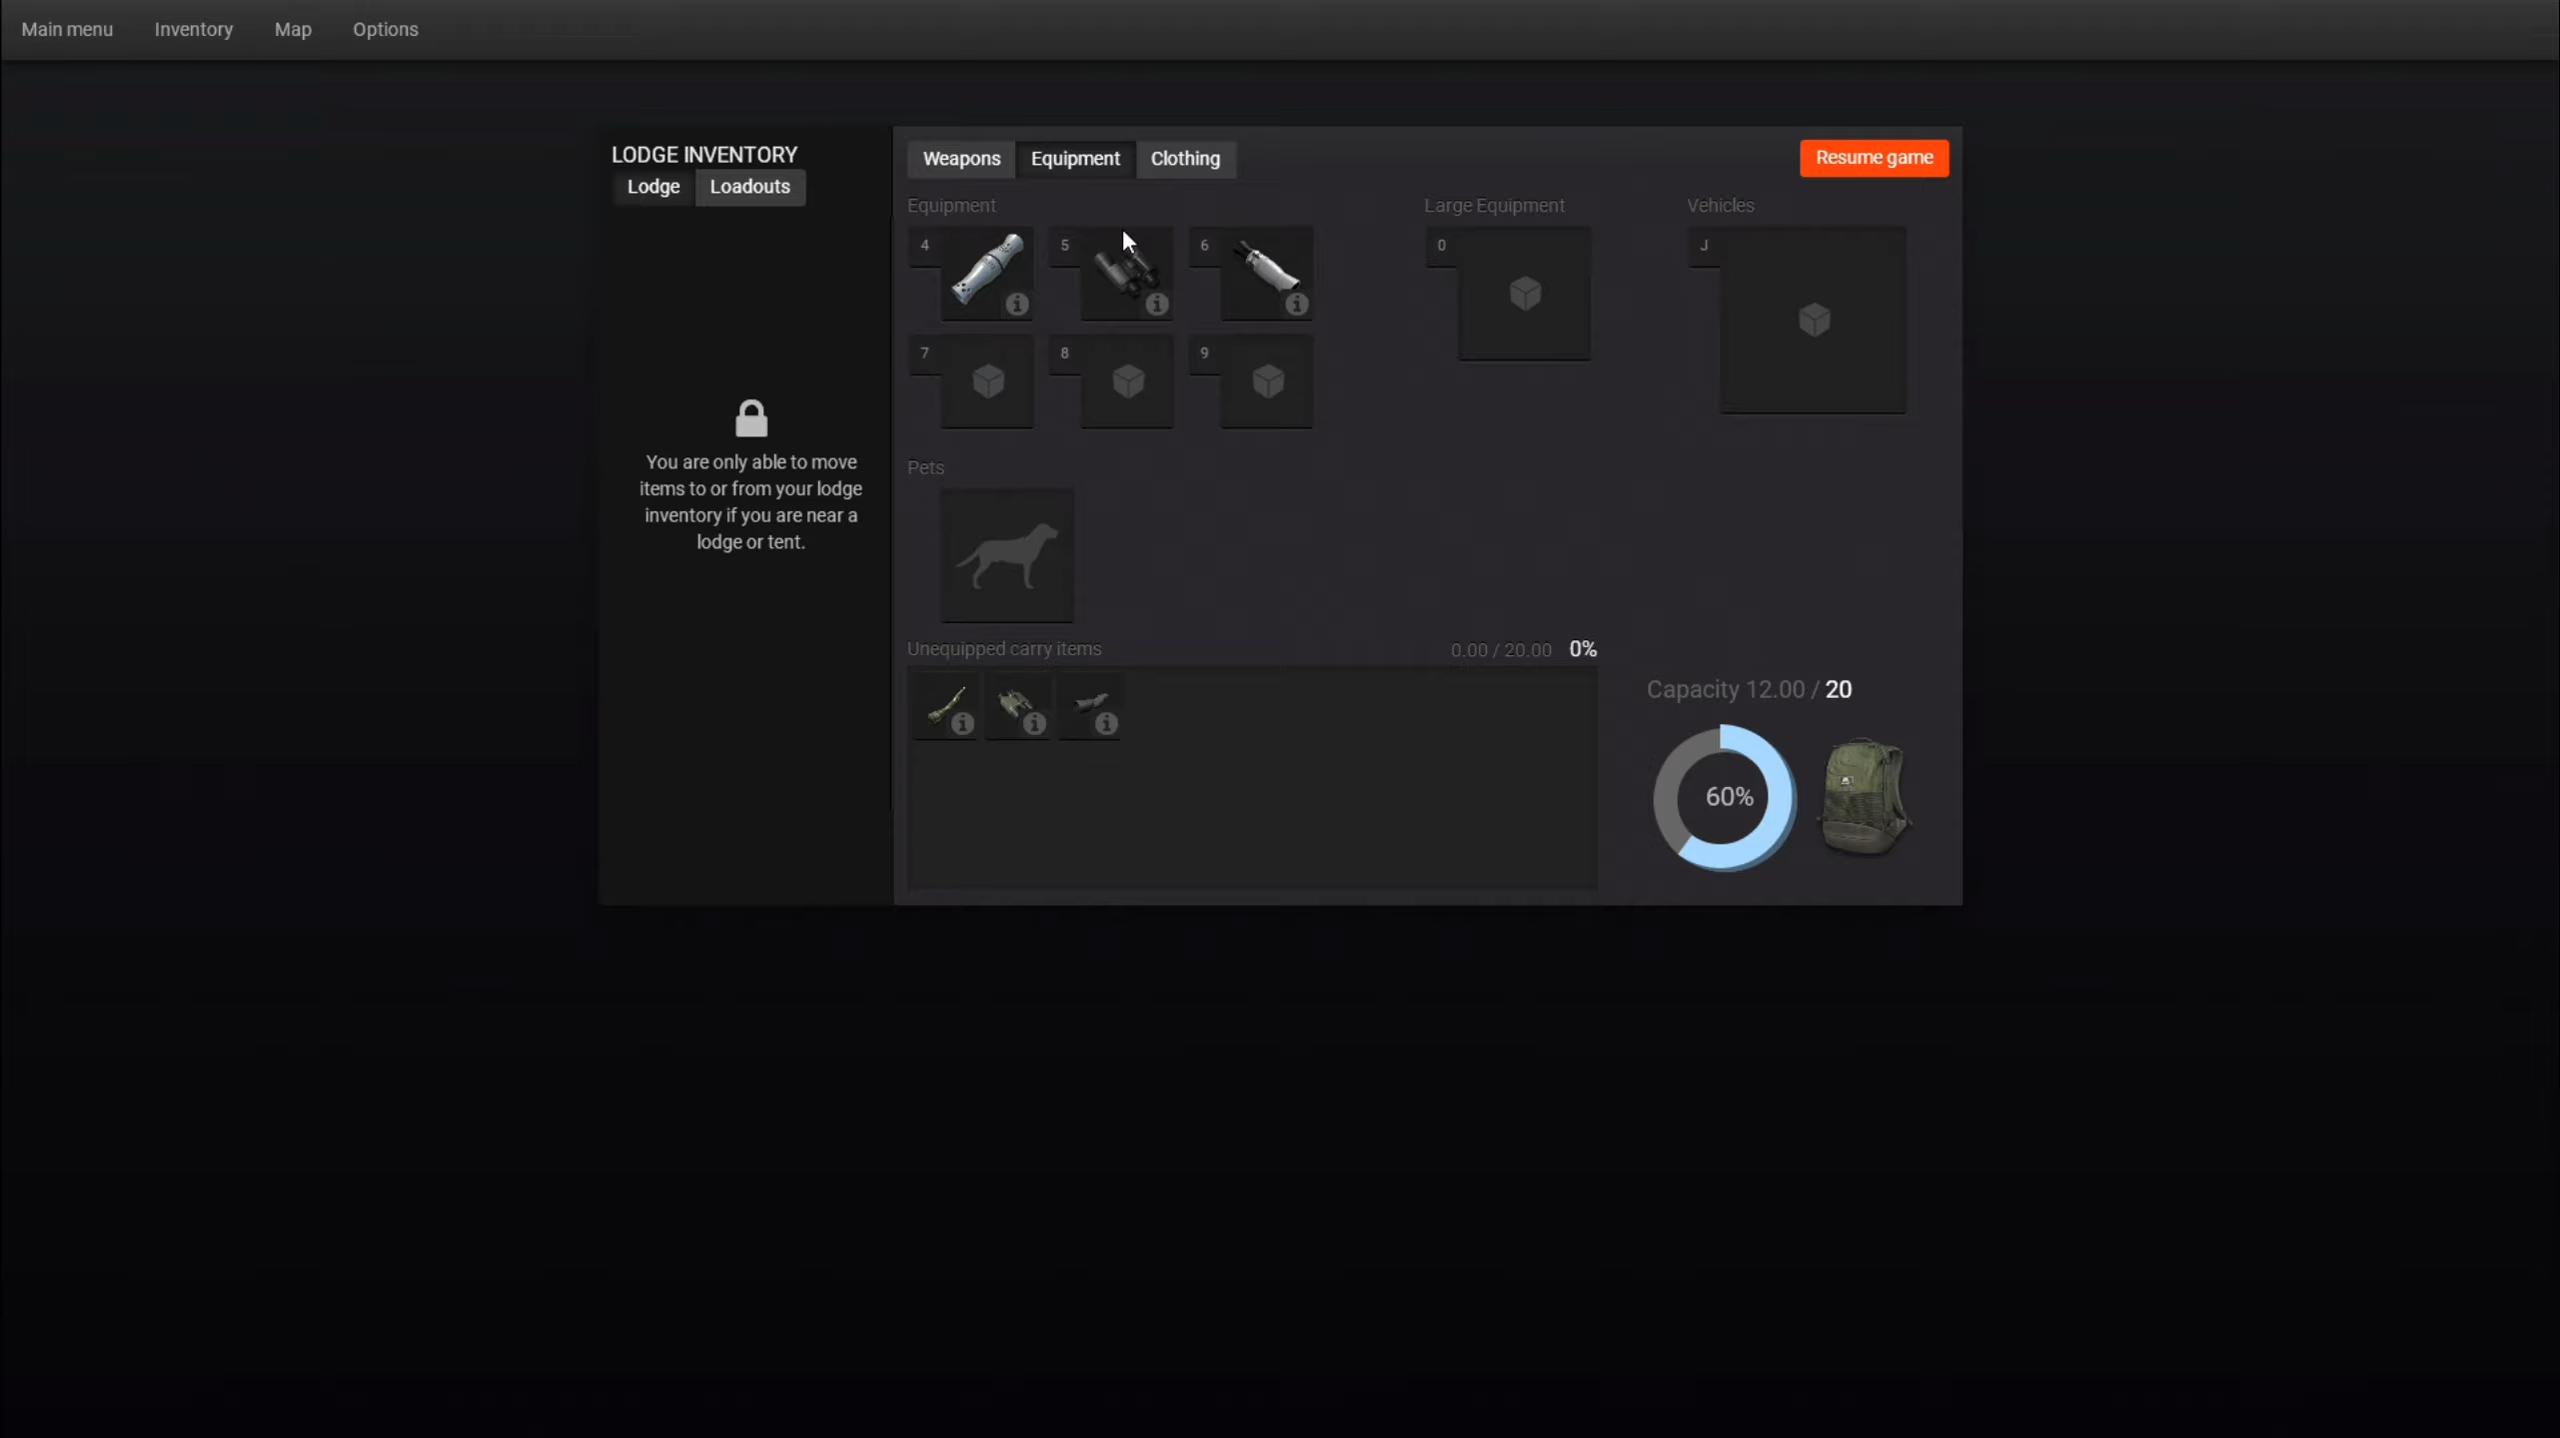 Main menu
Inventory
Map
Options
LODGE INVENTORY
Lodge
Loadouts
You are only able to move
items to or from your lodge
inventory if you are near a
lodge or tent.
Weapons
Equipment
Clothing
Resume game
Equipment
Large Equipment
Vehicles
4
5
6
0
J
7
8
9
Pets
Unequipped carry items
0.00 / 20.00 0%
Capacity 12.00 / 20
60%